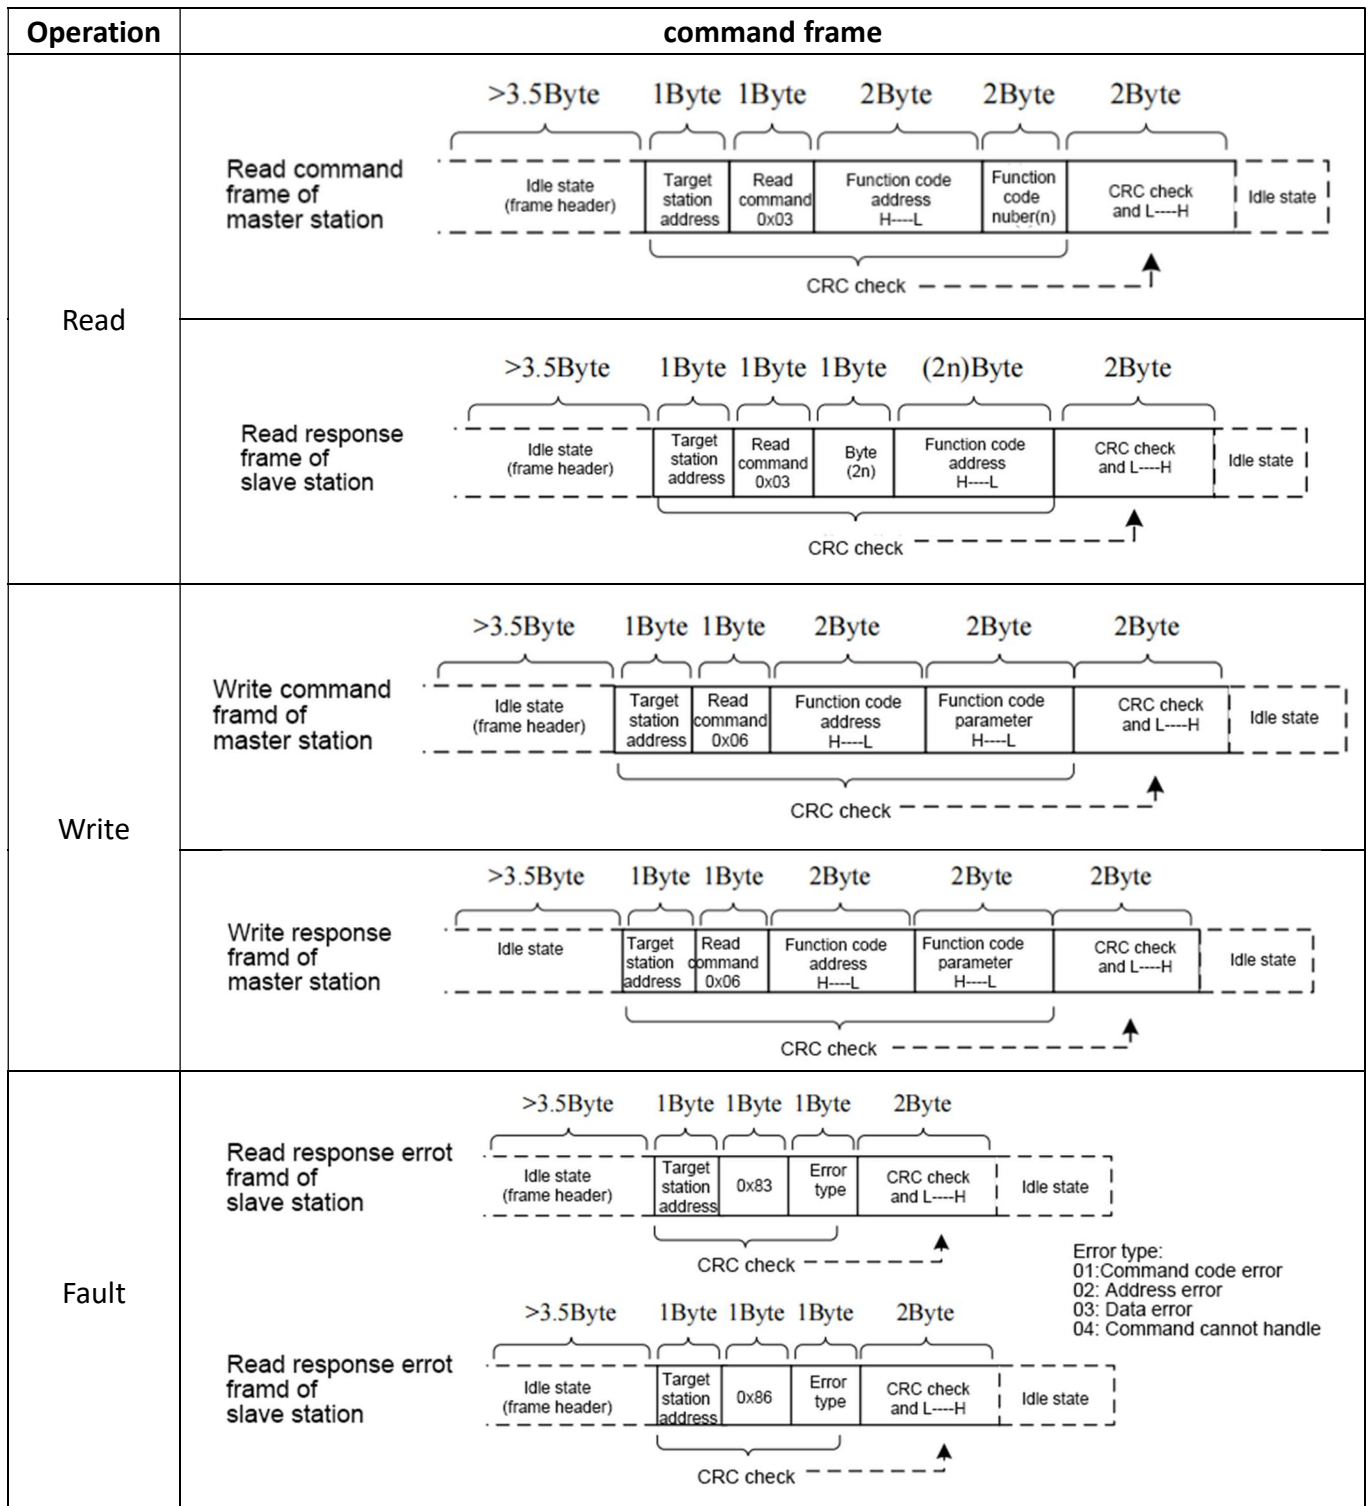 Operation
command frame
Read
>3.5Byte 1Byte 1Byte 2Byte 2Byte 2Byte
Read command
frame of
master station
Idle state
(frame header)
Target
station
address
Read
command
0x03
Function code
address
H----L
Function
code
nuber(n)
CRC check
and L----H
Idle state
CRC check
>3.5Byte 1Byte 1Byte 1Byte (2n)Byte 2Byte
Read response
frame of
slave station
Idle state
(frame header)
Target
station
address
Read
command
0x03
Byte
(2n)
Function code
address
H----L
CRC check
and L----H
Idle state
CRC check
Write
>3.5Byte 1Byte 1Byte 2Byte 2Byte 2Byte
Write command
framd of
master station
Idle state
(frame header)
Target
station
address
Read
command
0x06
Function code
address
H----L
Function code
parameter
H----L
CRC check
and L----H
Idle state
CRC check
>3.5Byte 1Byte 1Byte 2Byte 2Byte 2Byte
Write response
framd of
master station
Idle state
Target
station
address
Read
command
0x06
Function code
address
H----L
Function code
parameter
H----L
CRC check
and L----H
Idle state
CRC check
Fault
>3.5Byte 1Byte 1Byte 1Byte 2Byte
Read response errot
framd of
slave station
Idle state
(frame header)
Target
station
address
0x83
Error
type
CRC check
and L----H
Idle state
CRC check
Error type:
01:Command code error
02: Address error
03: Data error
04: Command cannot handle
>3.5Byte 1Byte 1Byte 1Byte 2Byte
Read response errot
framd of
slave station
Idle state
(frame header)
Target
station
address
0x86
Error
type
CRC check
and L----H
Idle state
CRC check